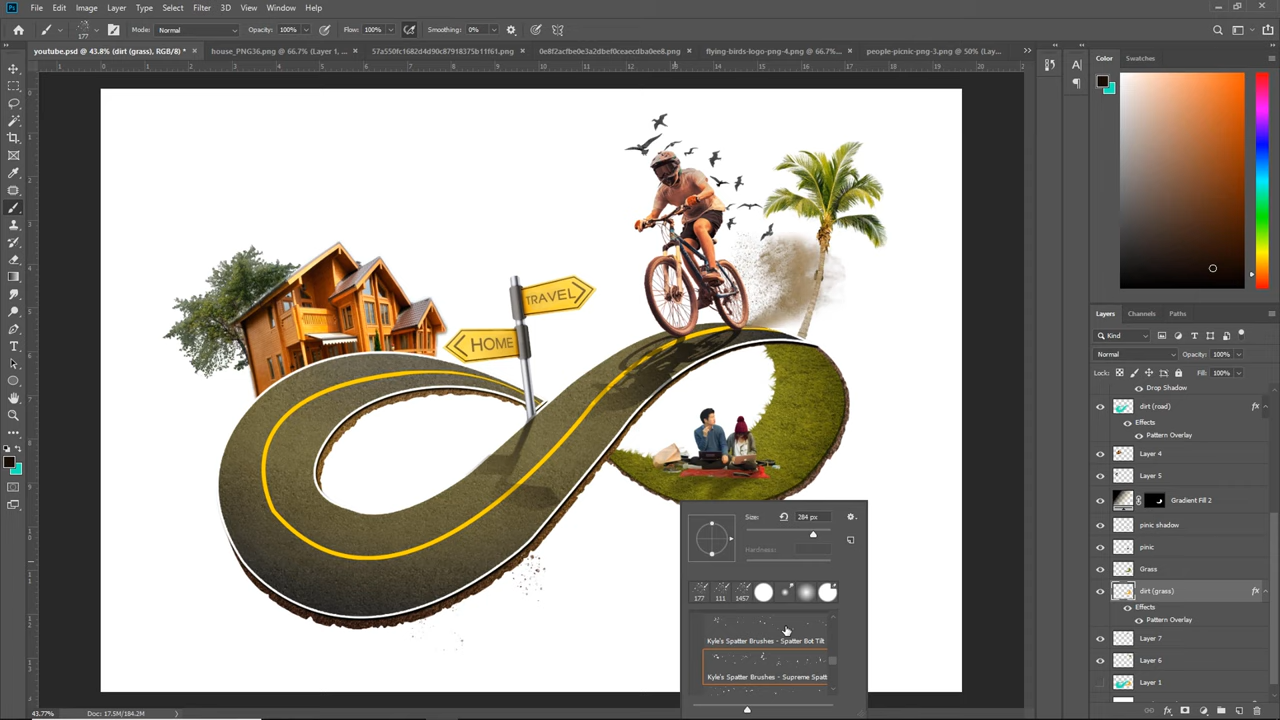 Ps File Edit Image Layer Type Select Filter 3D View Window Help
177 Mode: Normal Opacity: 100% Flow: 100% Smoothing: 0%
youtube.psd @ 43.8% (dirt (grass), RGB/8) * × house_PNG36.png @ 66.7% (Layer 1, ... × 57a550fc1682d4d90c87918375b11f61.png × 0e8f2acfbe0e3a2dbef0ceaecdea0ee8.png × flying-birds-logo-png-4.png @ 66.7%... × people-picnic-png-3.png @ 50% (Lay...
Color Swatches
TRAVEL
HOME
Layers Channels Paths
Kind
Normal Opacity: 100%
Lock: Fill: 100%
Drop Shadow
dirt (road) fx
Effects
Pattern Overlay
Layer 4
Layer 5
Gradient Fill 2
pinic shadow
pinic
Grass
dirt (grass) fx
Effects
Pattern Overlay
Layer 7
Layer 6
Layer 1
Size: 284 px
Hardness:
177 111 1457
Kyle's Spatter Brushes - Spatter Bot Tilt
Kyle's Spatter Brushes - Supreme Spatt
43.77% Doc: 17.5M/184.2M